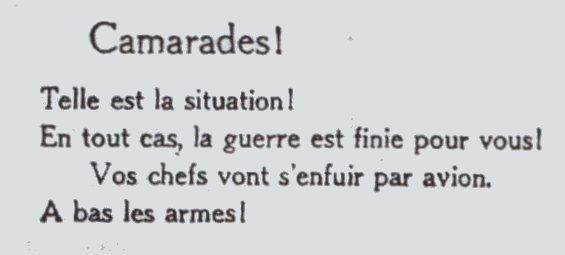 Camarades!
Telle est la situation!
En tout cas, la guerre est finie pour vous!
Vos chefs vont s'enfuir par avion.
A bas les armes!